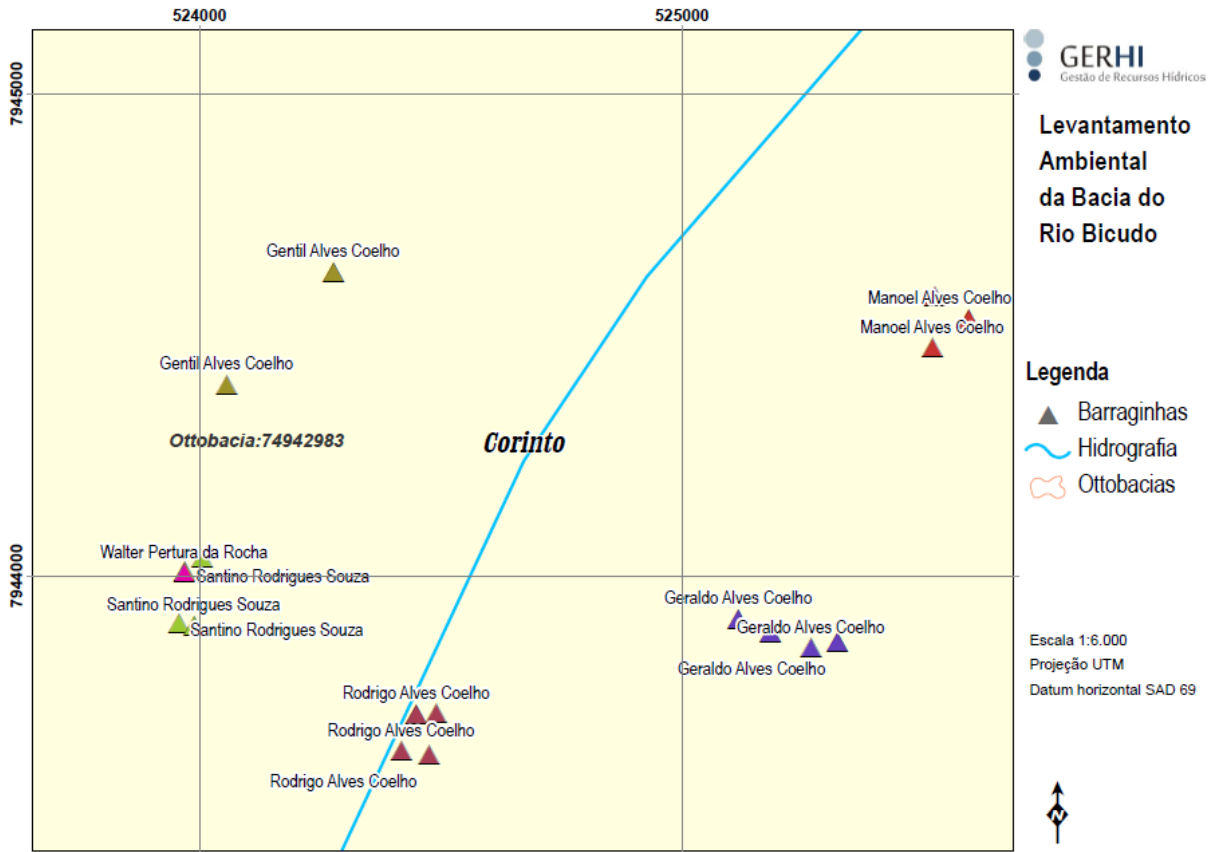 524000
525000
7945000
7944000
GERHI
Gestão de Recursos Hídricos
Levantamento
Ambiental
da Bacia do
Rio Bicudo
Gentil Alves Coelho
Manoel Alves Coelho
Manoel Alves Coelho
Gentil Alves Coelho
Ottobacia:74942983
Corinto
Legenda
Barraginhas
Hidrografia
Ottobacias
Walter Pertura da Rocha
Santino Rodrigues Souza
Santino Rodrigues Souza
Santino Rodrigues Souza
Geraldo Alves Coelho
Geraldo Alves Coelho
Geraldo Alves Coelho
Rodrigo Alves Coelho
Rodrigo Alves Coelho
Rodrigo Alves Coelho
Escala 1:6.000
Projeção UTM
Datum horizontal SAD 69
N